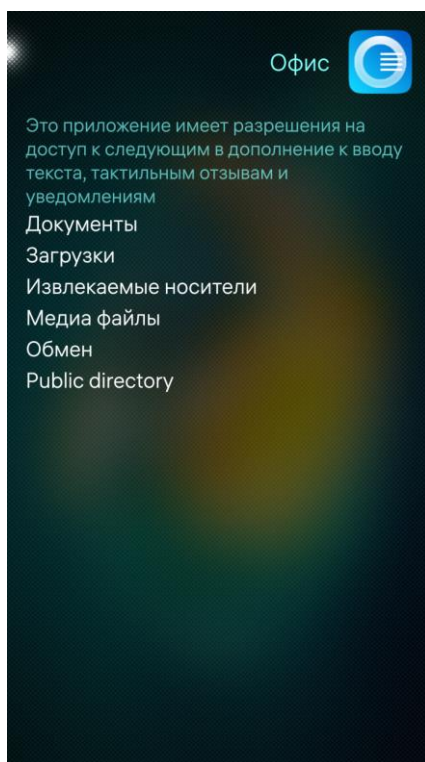 Офис
Это приложение имеет разрешения на
доступ к следующим в дополнение к вводу
текста, тактильным отзывам и
уведомлениям
Документы
Загрузки
Извлекаемые носители
Медиа файлы
Обмен
Public directory